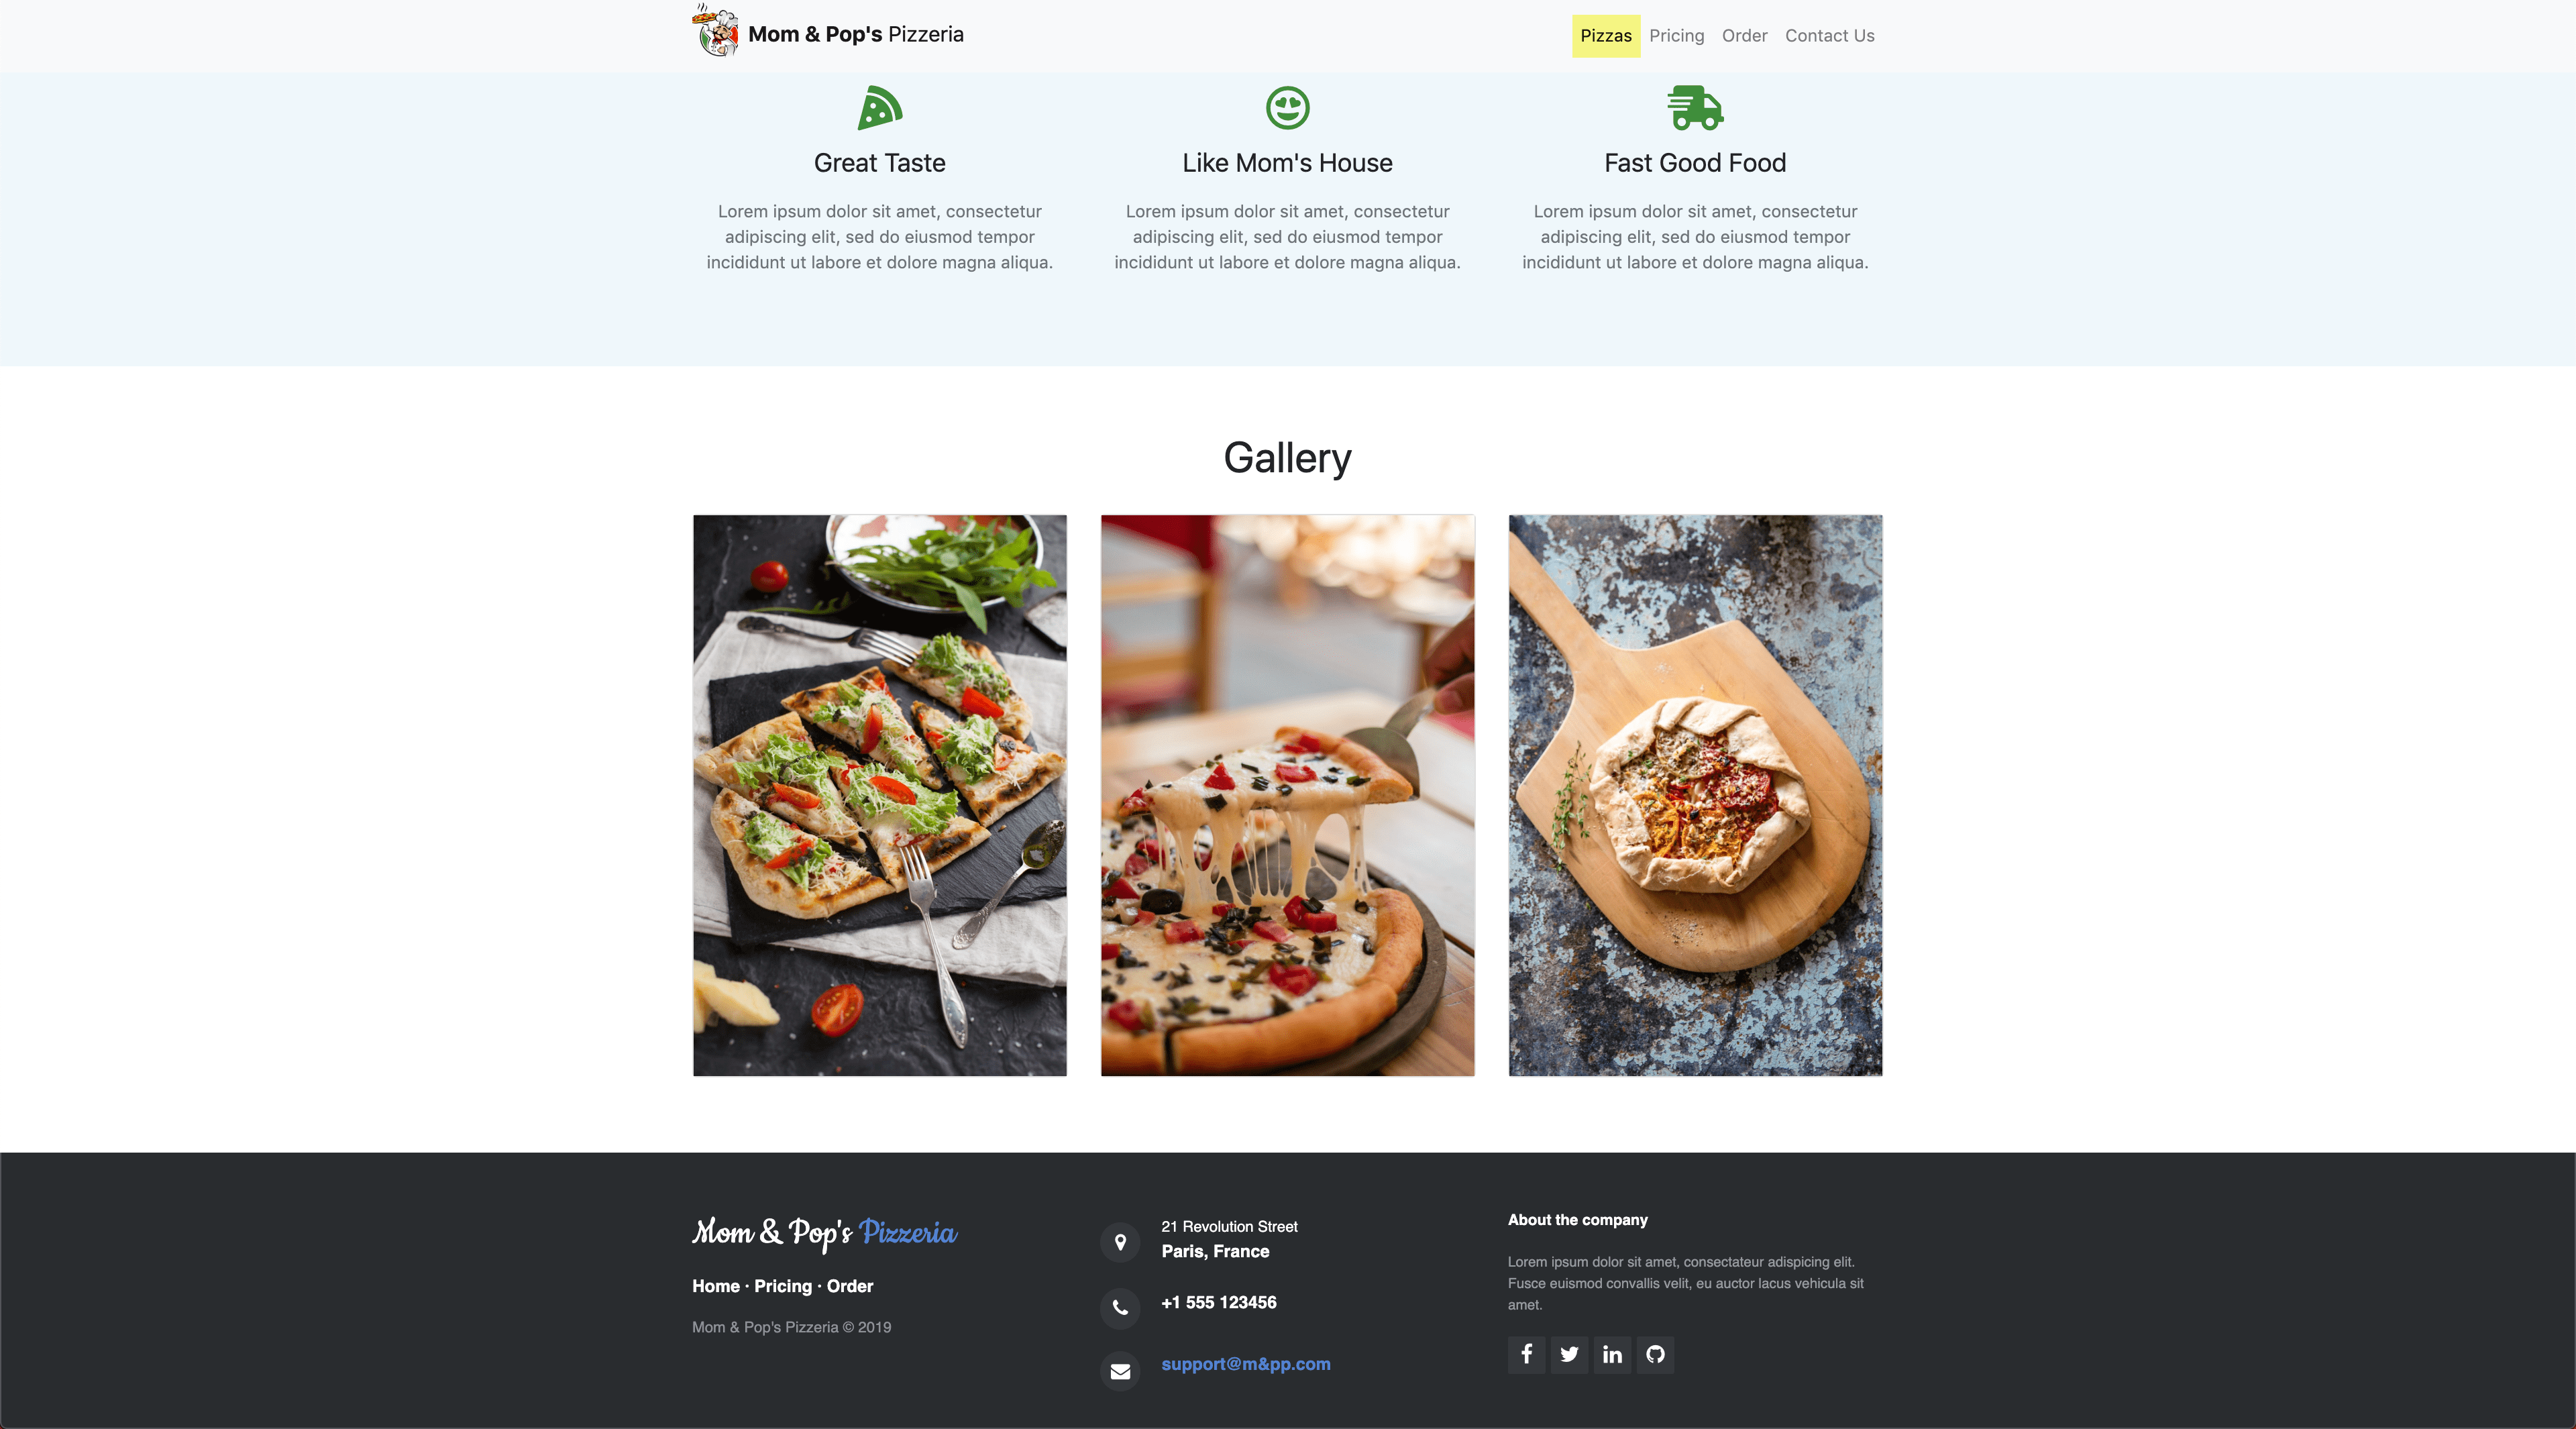 Mom & Pop's Pizzeria
Pizzas Pricing Order Contact Us
Great Taste
Lorem ipsum dolor sit amet, consectetur
adipiscing elit, sed do eiusmod tempor
incididunt ut labore et dolore magna aliqua.
Like Mom's House
Lorem ipsum dolor sit amet, consectetur
adipiscing elit, sed do eiusmod tempor
incididunt ut labore et dolore magna aliqua.
Fast Good Food
Lorem ipsum dolor sit amet, consectetur
adipiscing elit, sed do eiusmod tempor
incididunt ut labore et dolore magna aliqua.
Gallery
Mom & Pop's Pizzeria
Home · Pricing · Order
Mom & Pop's Pizzeria © 2019
21 Revolution Street
Paris, France
+1 555 123456
support@m&pp.com
About the company
Lorem ipsum dolor sit amet, consectateur adispicing elit.
Fusce euismod convallis velit, eu auctor lacus vehicula sit
amet.